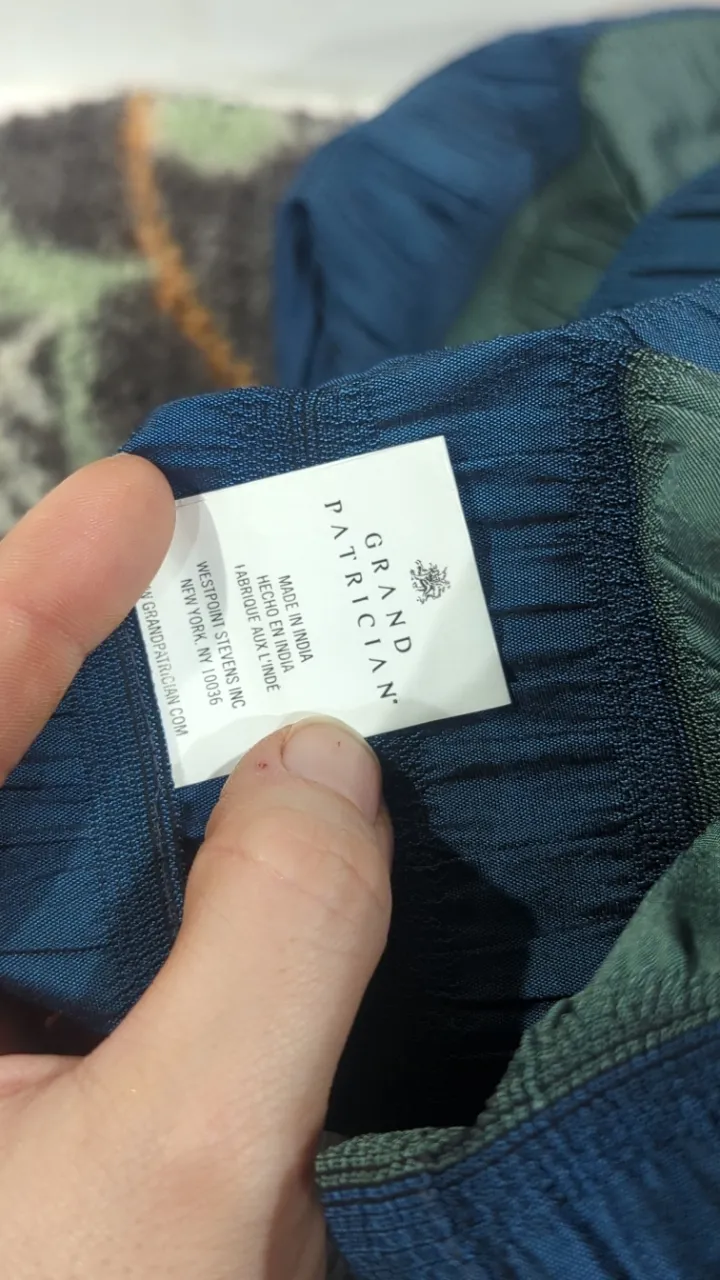 GRAND
PATRICIAN®
MADE IN INDIA
HECHO EN INDIA
FABRIQUE AUX L'INDE
WESTPOINT STEVENS INC
NEW YORK, NY 10036
GRANDPATRICIAN.COM